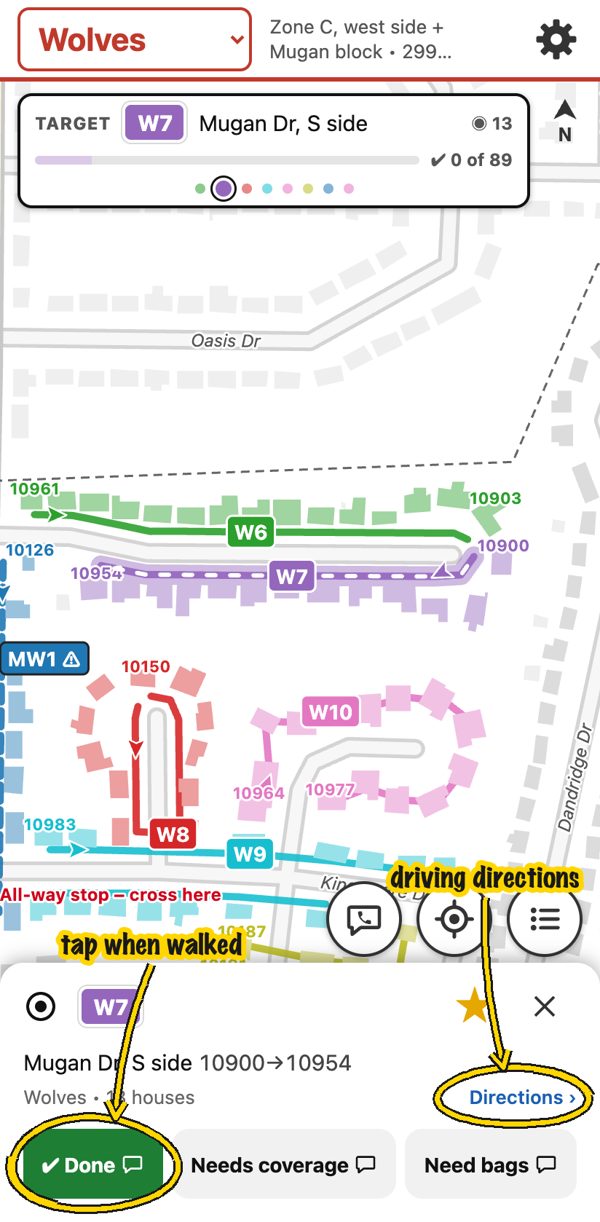 Wolves
Zone C, west side +
Mugan block • 299...
TARGET W7 Mugan Dr, S side ◉ 13
✔ 0 of 89
N
Oasis Dr
10961
10903
W6
10126
10900
10954
W7
MW1 ⚠
10150
W10
10964
10977
Dandridge Dr
10983
W8
W9
driving directions
All-way stop – cross here
tap when walked
W7
Mugan Dr, S side 10900→10954
Wolves • 13 houses
Directions ›
✔ Done
Needs coverage
Need bags